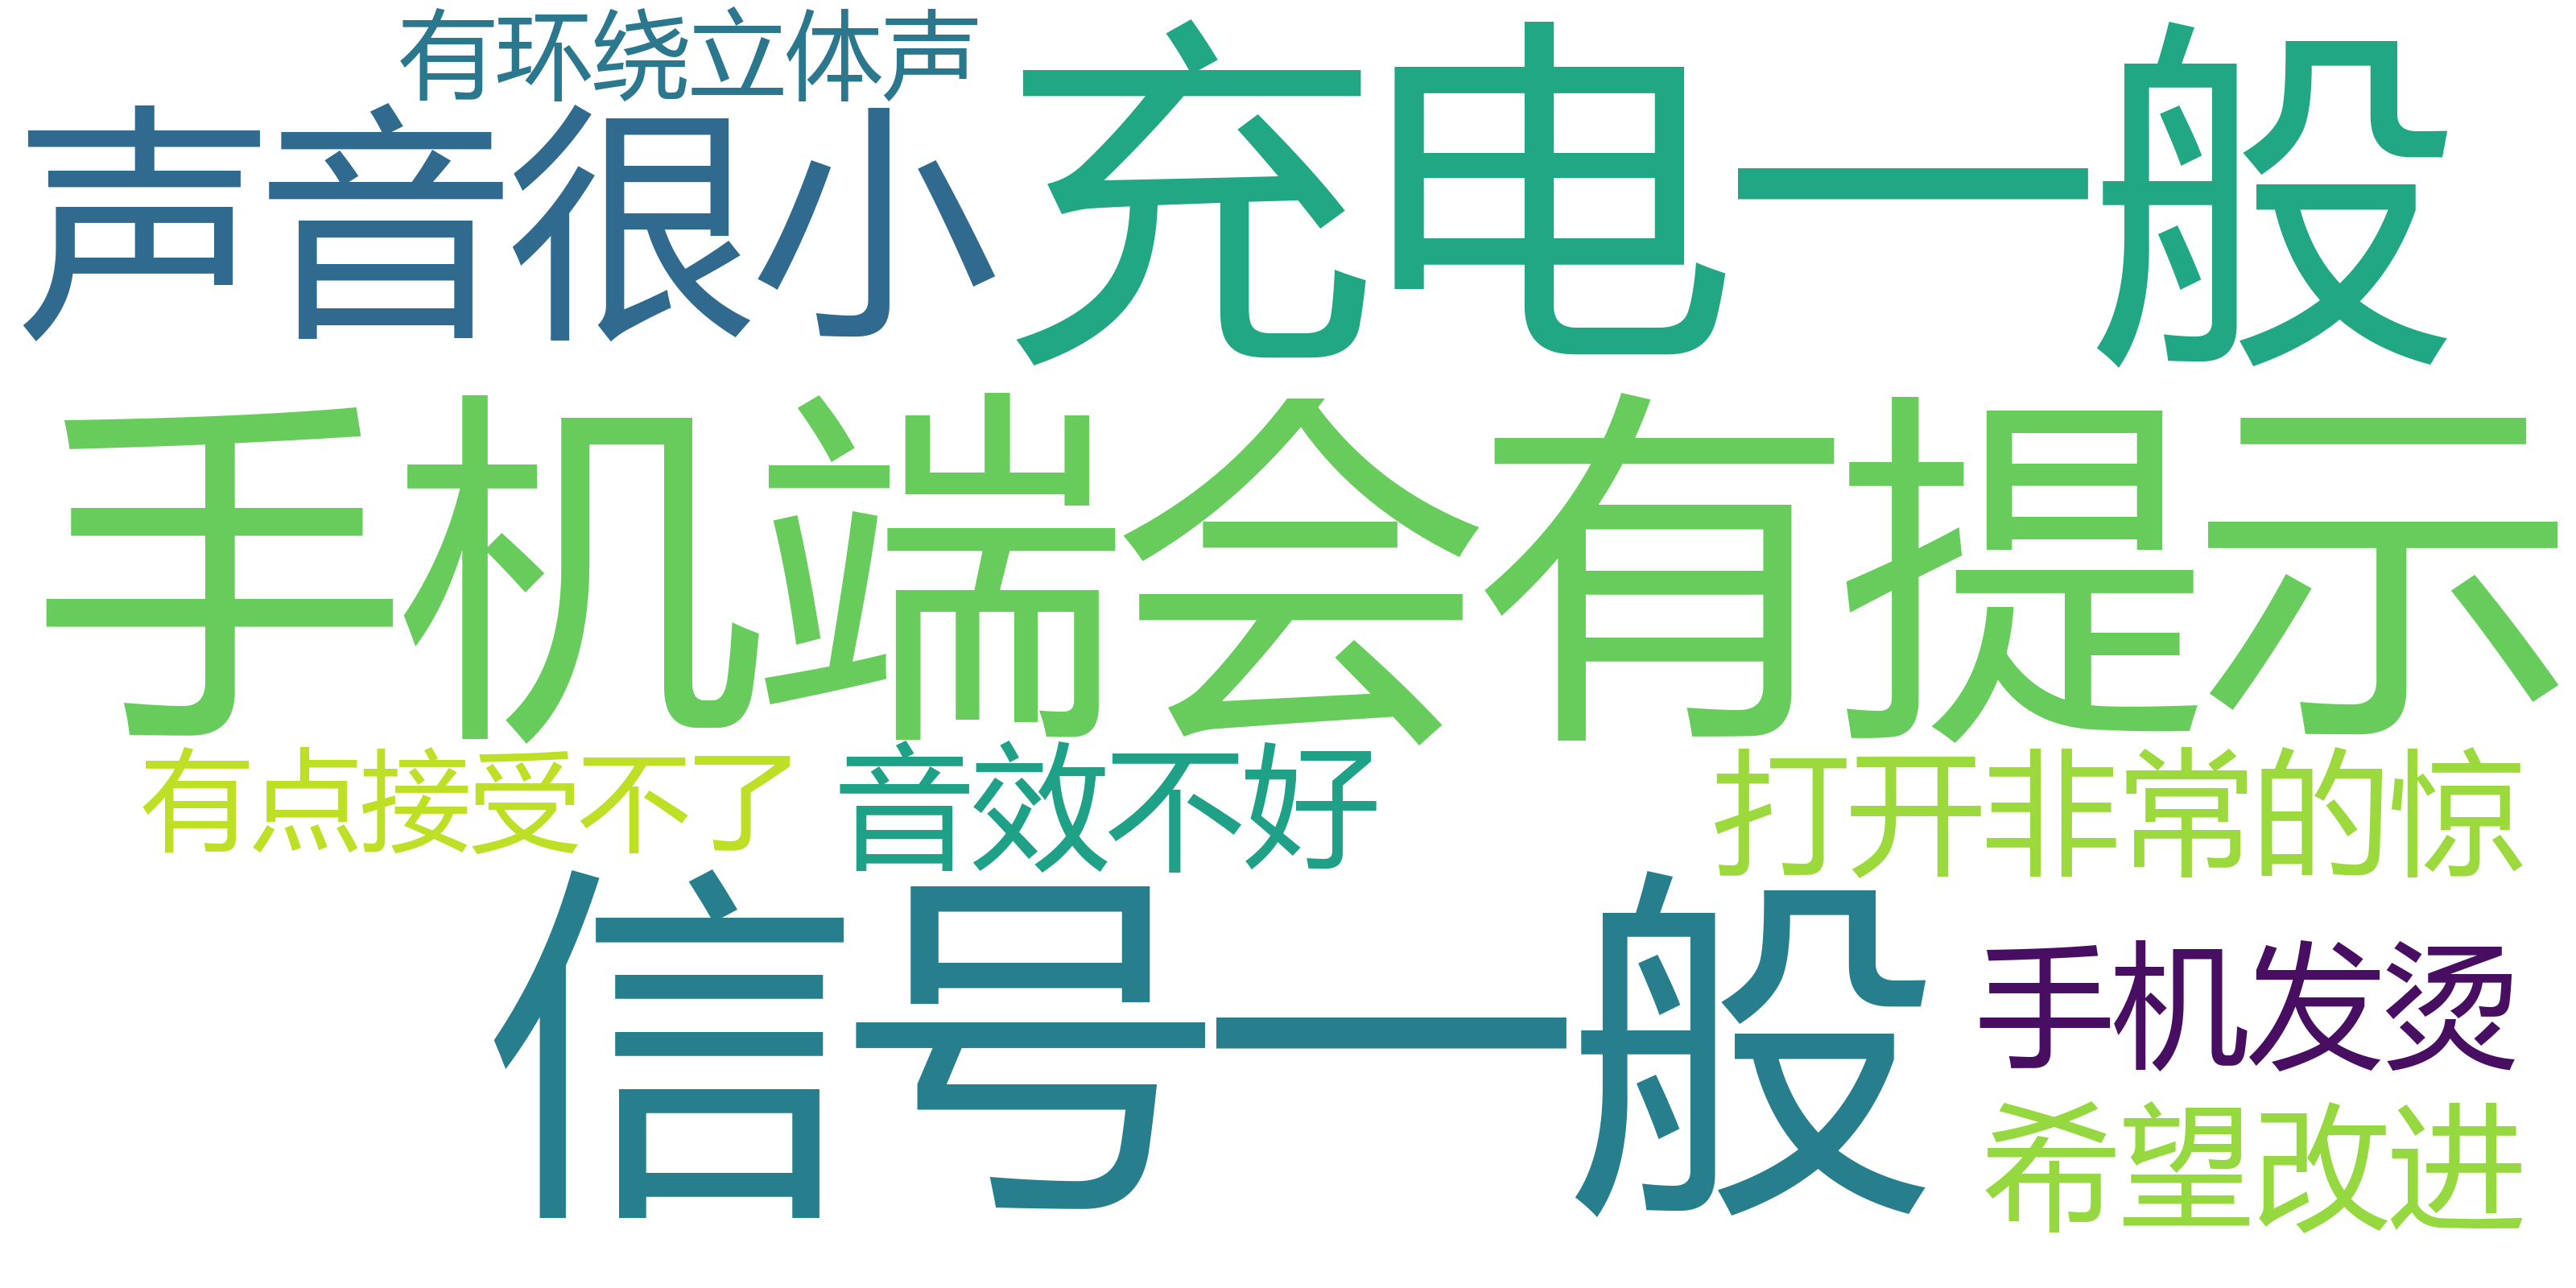 有环绕立体声
声音很小
充电一般
手机端会有提示
有点接受不了
音效不好
打开非常的惊
信号一般
手机发烫
希望改进